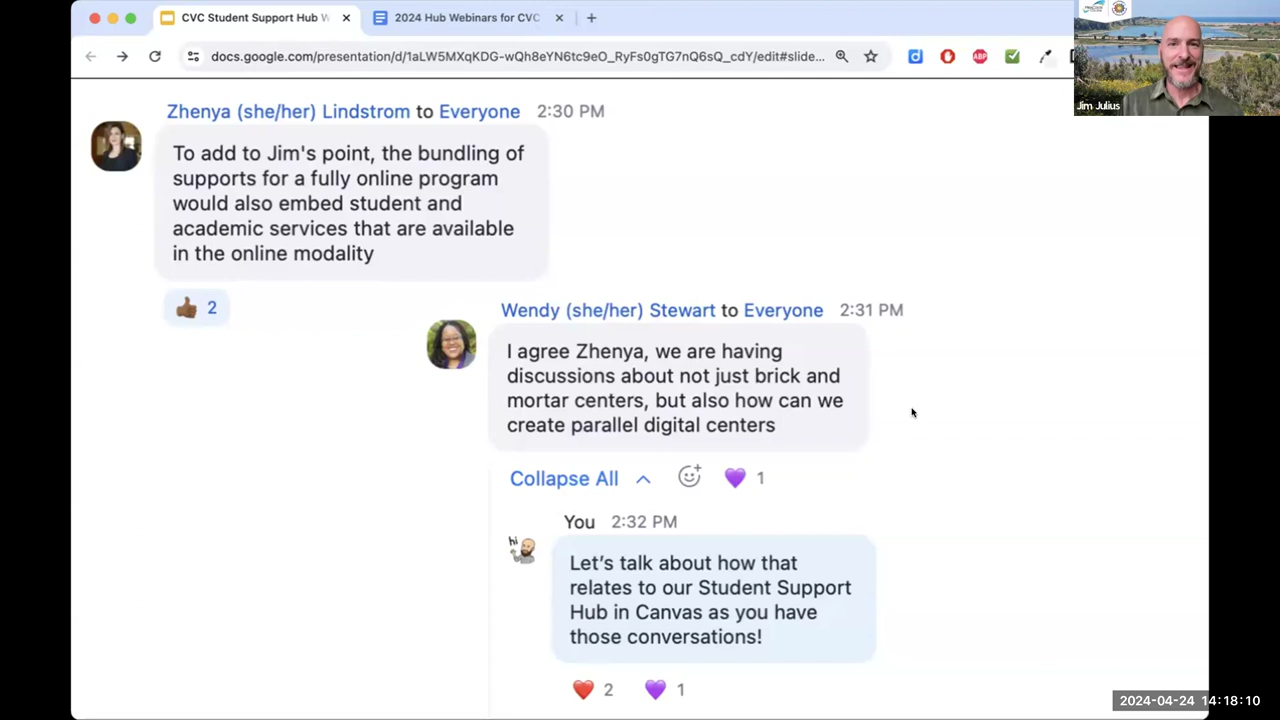 CVC Student Support Hub W
2024 Hub Webinars for CVC
docs.google.com/presentation/d/1aLW5MXqKDG-wQh8eYN6tc9eO_RyFs0gTG7nQ6sQ_cdY/edit#slide...
ABP
Jim Julius
Zhenya (she/her) Lindstrom to Everyone 2:30 PM
To add to Jim's point, the bundling of
supports for a fully online program
would also embed student and
academic services that are available
in the online modality
2
Wendy (she/her) Stewart to Everyone 2:31 PM
I agree Zhenya, we are having
discussions about not just brick and
mortar centers, but also how can we
create parallel digital centers
Collapse All 1
You 2:32 PM
hi
Let’s talk about how that
relates to our Student Support
Hub in Canvas as you have
those conversations!
2 1
2024-04-24 14:18:10